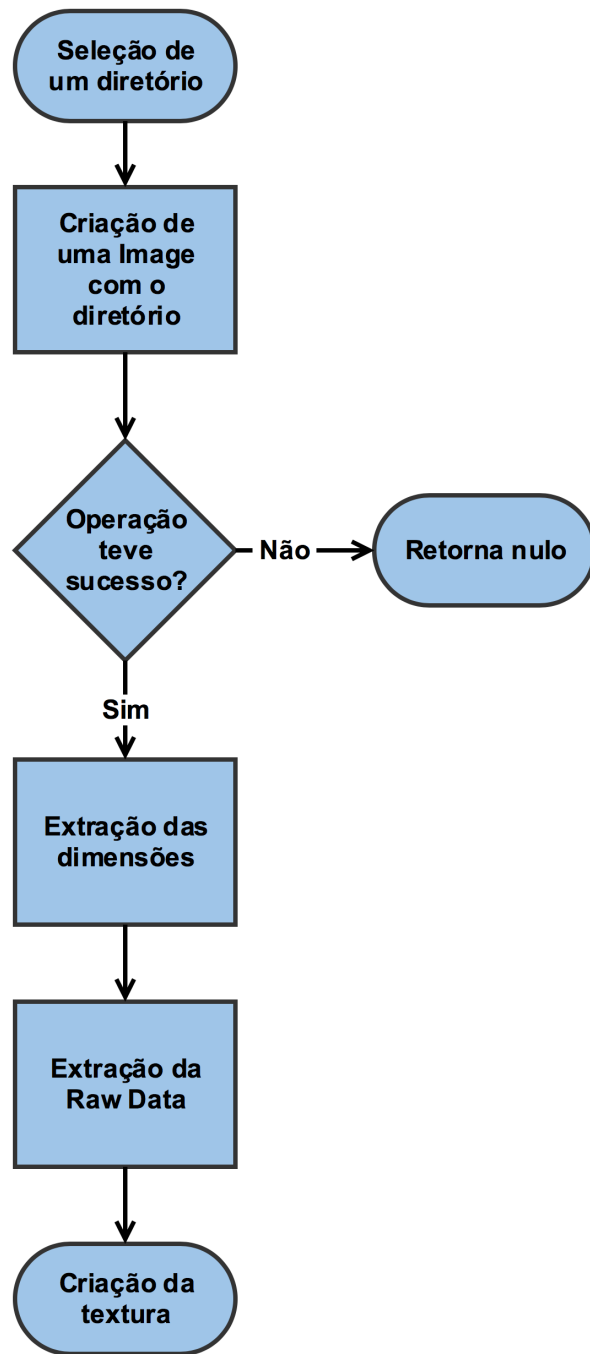 Seleção de
um diretório
Criação de
uma Image
com o
diretório
Operação
teve
sucesso?
Não
Retorna nulo
Sim
Extração das
dimensões
Extração da
Raw Data
Criação da
textura